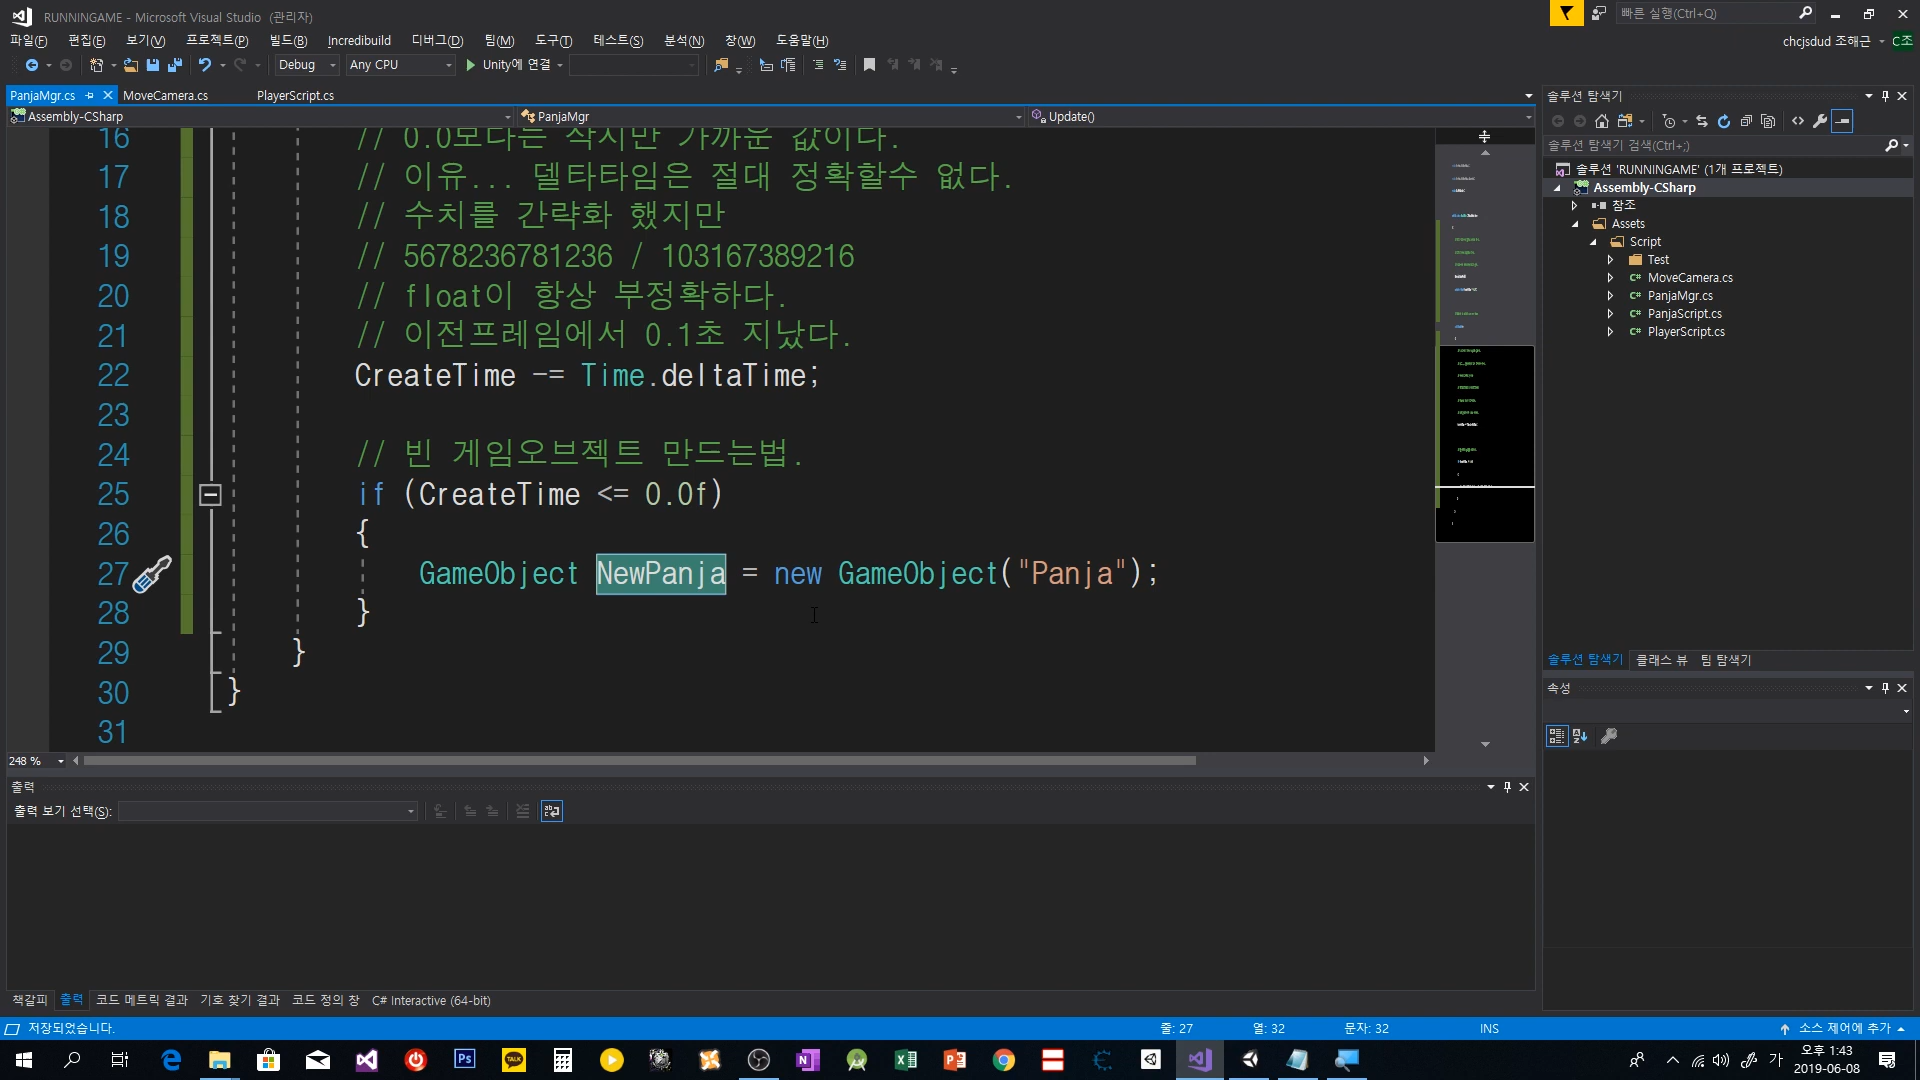 RUNNINGAME - Microsoft Visual Studio (관리자)
빠른 실행(Ctrl+Q)
파일(F) 편집(E) 보기(V) 프로젝트(P) 빌드(B) Incredibuild 디버그(D) 팀(M) 도구(T) 테스트(S) 분석(N) 창(W) 도움말(H)
chcjsdud 조해근 C조
Debug Any CPU Unity에 연결
PanjaMgr.cs MoveCamera.cs PlayerScript.cs
Assembly-CSharp PanjaMgr Update()
16 // 0.0보다는 작지만 가까운 값이다.
17 // 이유... 델타타임은 절대 정확할수 없다.
18 // 수치를 간략화 했지만
19 // 5678236781236 / 103167389216
20 // float이 항상 부정확하다.
21 // 이전프레임에서 0.1초 지났다.
22 CreateTime -= Time.deltaTime;
23
24 // 빈 게임오브젝트 만드는법.
25 if (CreateTime <= 0.0f)
26 {
27 GameObject NewPanja = new GameObject("Panja");
28 }
29 }
30 }
31
248 %
솔루션 탐색기
솔루션 탐색기 검색(Ctrl+;)
솔루션 'RUNNINGAME' (1개 프로젝트)
Assembly-CSharp
참조
Assets
Script
Test
C# MoveCamera.cs
C# PanjaMgr.cs
C# PanjaScript.cs
C# PlayerScript.cs
솔루션 탐색기 클래스 뷰 팀 탐색기
속성
출력
출력 보기 선택(S):
책갈피 출력 코드 메트릭 결과 기호 찾기 결과 코드 정의 창 C# Interactive (64-bit)
저장되었습니다. 줄: 27 열: 32 문자: 32 INS 소스 제어에 추가
가 오후 1:43
2019-06-08